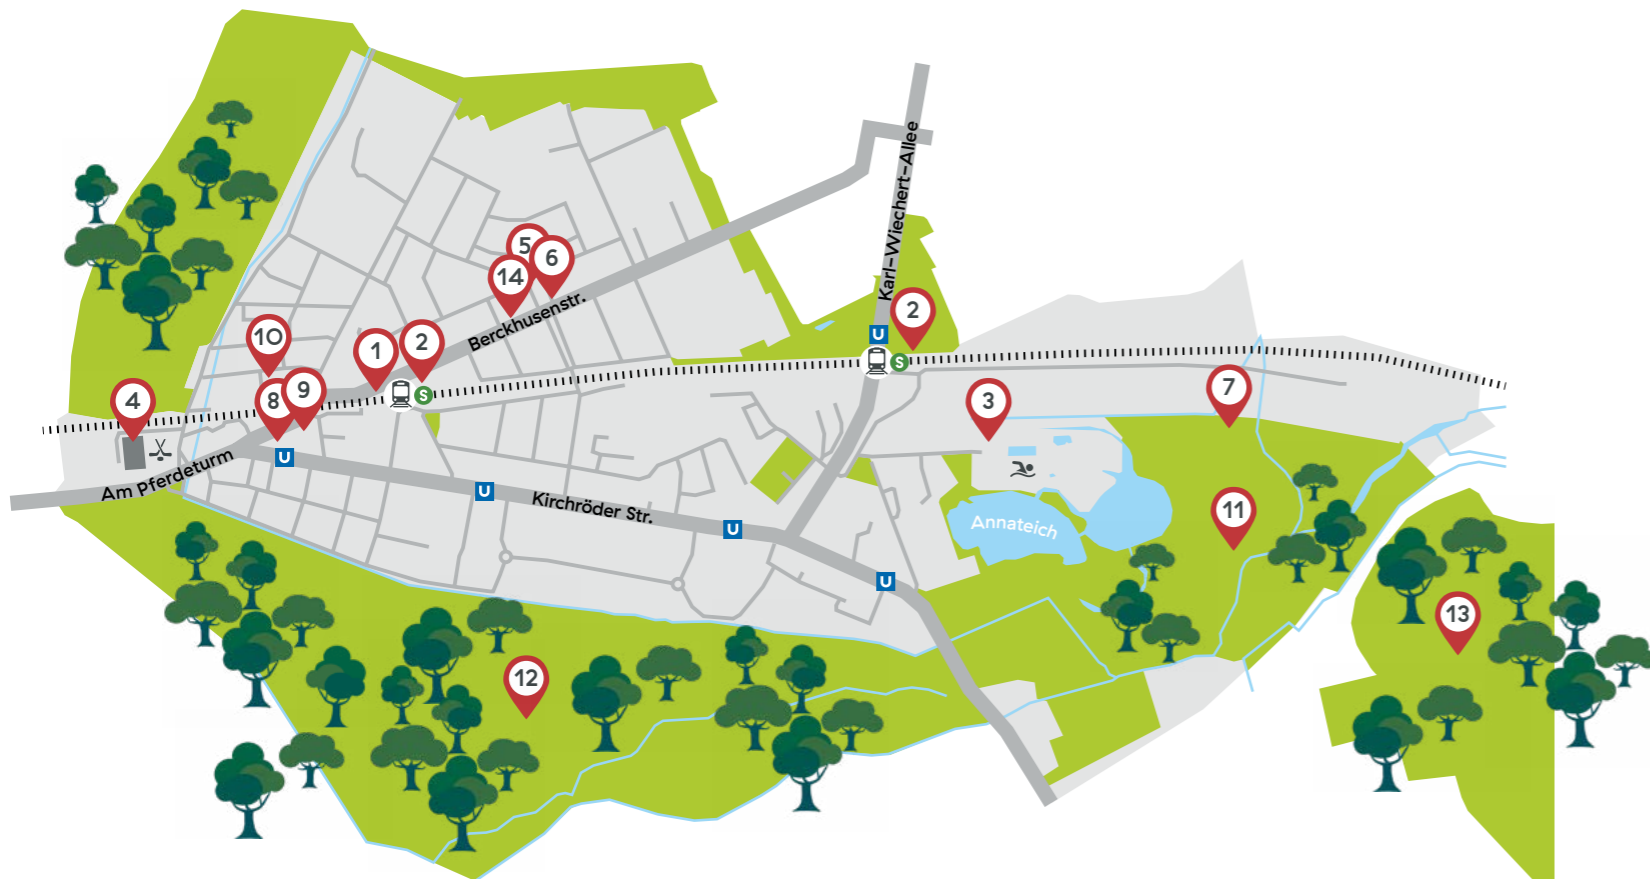 Karl-Wiechert-Allee
5
6
14
2
U
S
10
1
2
Berckhusenstr.
S
4
8
9
3
7
U
Am Pferdeturm
U
Kirchröder Str.
U
Annateich
11
U
13
12